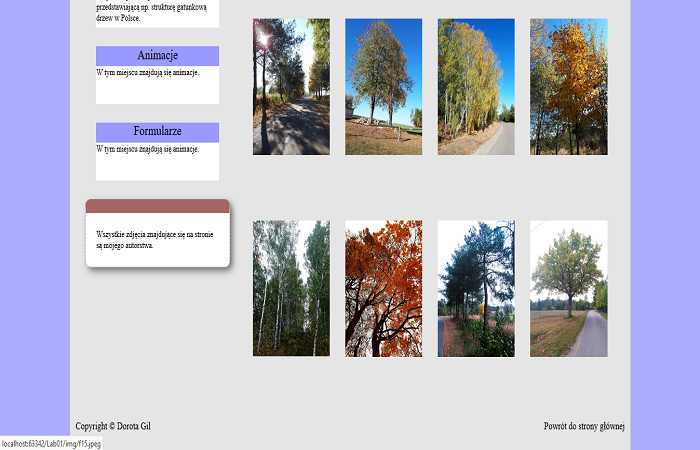 przedstawiającą np. strukturę gatunkową
drzew w Polsce.
Animacje
W tym miejscu znajdują się animacje.
Formularze
W tym miejscu znajdują się animacje.
Wszystkie zdjęcia znajdujące się na stronie
są mojego autorstwa.
Copyright © Dorota Gil
Powrót do strony głównej
localhost:63342/Lab01/img/f15.jpeg